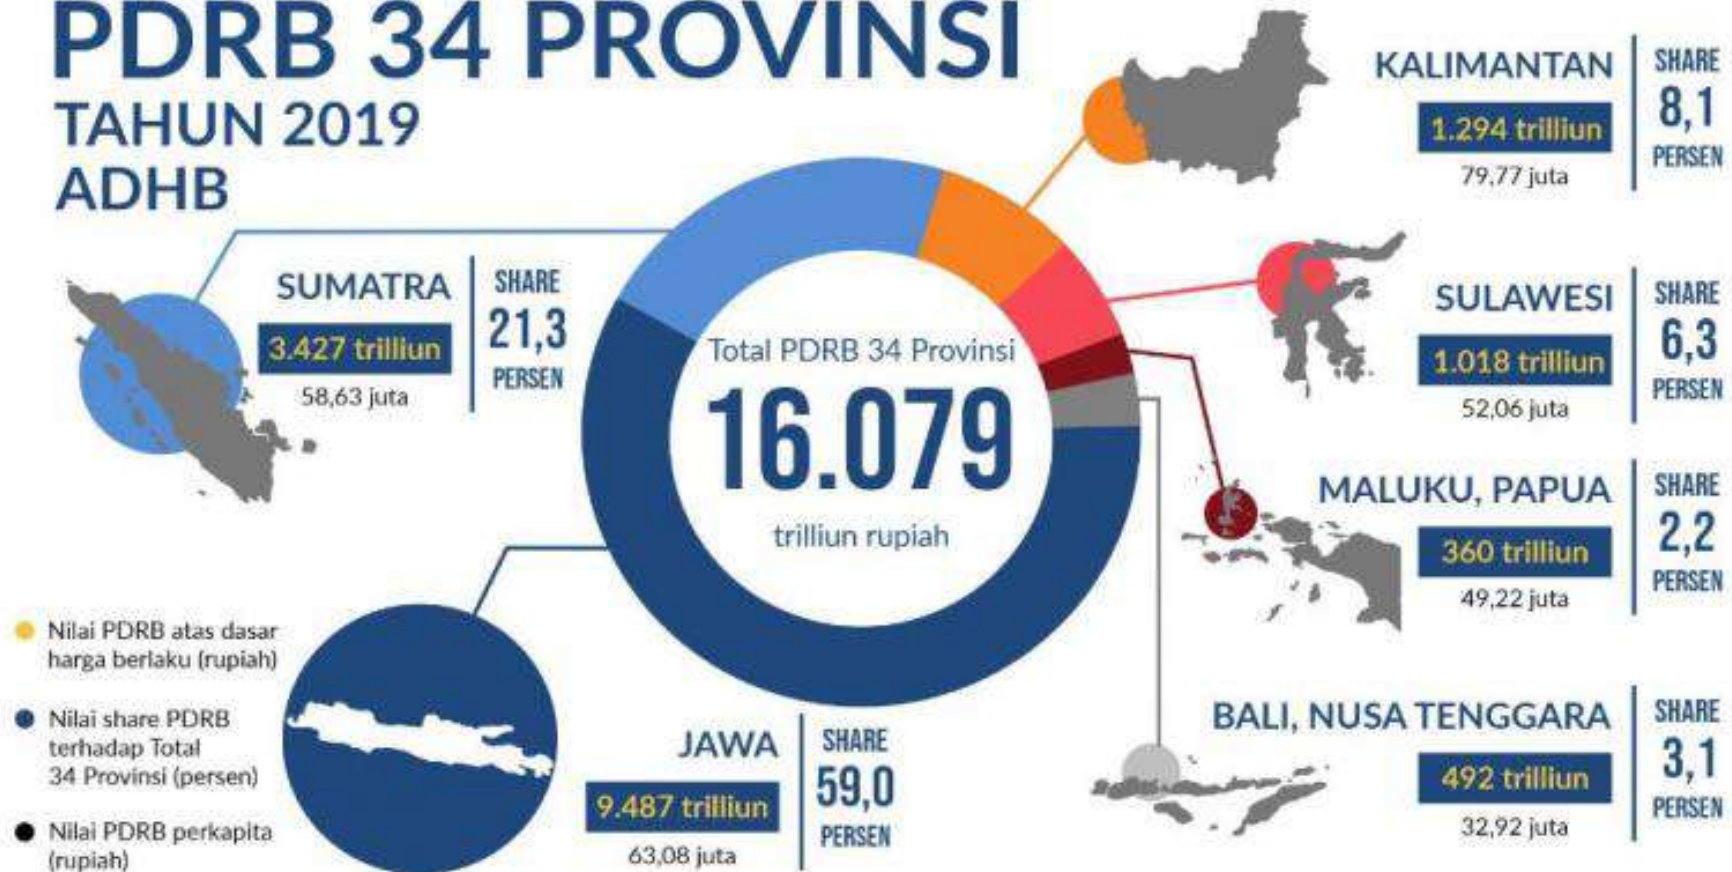 PDRB 34 PROVINSI
TAHUN 2019
ADHB
SUMATRA
3.427 trilliun
58,63 juta
SHARE
21,3
PERSEN
Total PDRB 34 Provinsi
16.079
trilliun rupiah
KALIMANTAN
1.294 trilliun
79,77 juta
SHARE
8,1
PERSEN
SULAWESI
1.018 trilliun
52,06 juta
SHARE
6,3
PERSEN
MALUKU, PAPUA
360 trilliun
49,22 juta
SHARE
2,2
PERSEN
BALI, NUSA TENGGARA
492 trilliun
32,92 juta
SHARE
3,1
PERSEN
JAWA
9.487 trilliun
63,08 juta
SHARE
59,0
PERSEN
Nilai PDRB atas dasar
harga berlaku (rupiah)
Nilai share PDRB
terhadap Total
34 Provinsi (persen)
Nilai PDRB perkapita
(rupiah)